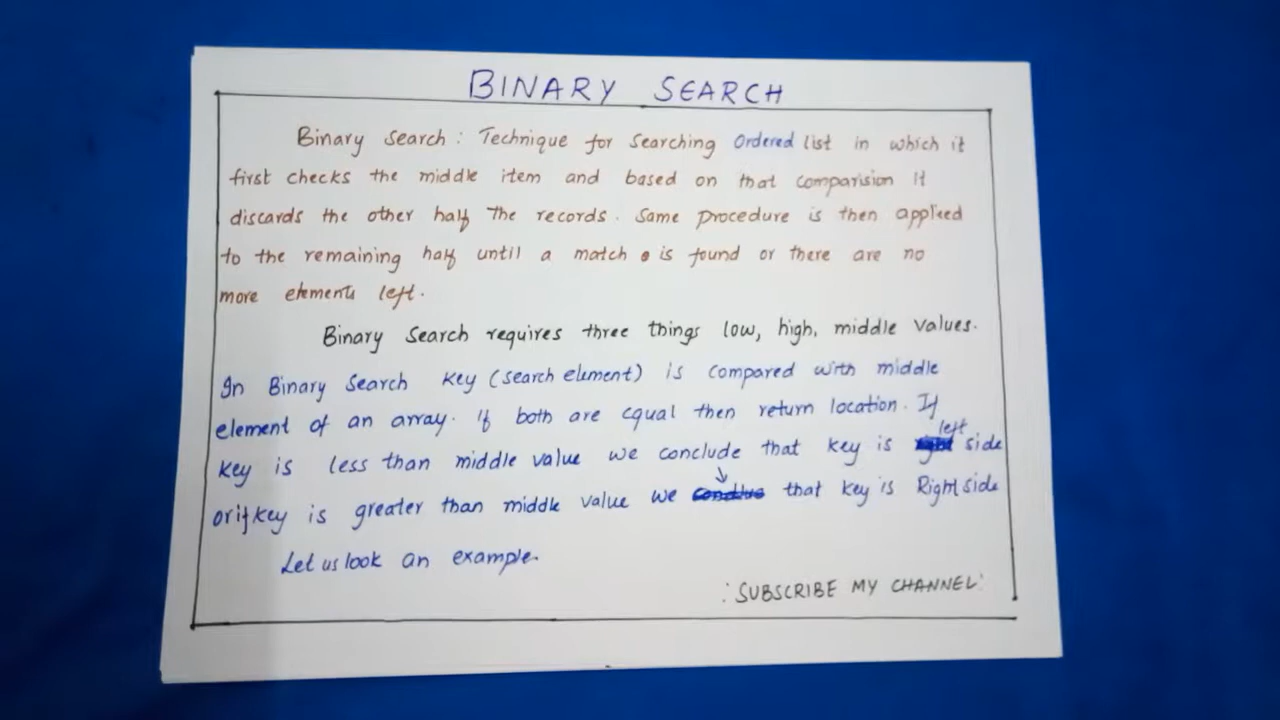 BINARY SEARCH
Binary Search: Technique for Searching Ordered list in which it
first checks the middle item and based on that comparision It
discards the other half The records. Same procedure is then applied
to the remaining half until a match is found or there are no
more elements left.
Binary Search requires three things low, high, middle values.
In Binary Search Key (search element) is compared with middle
element of an array. If both are equal then return location. If
left
Key is less than middle value we conclude that key is side
orif Key is greater than middle value we that key is Right side
Let us look an example.
:SUBSCRIBE MY CHANNEL: